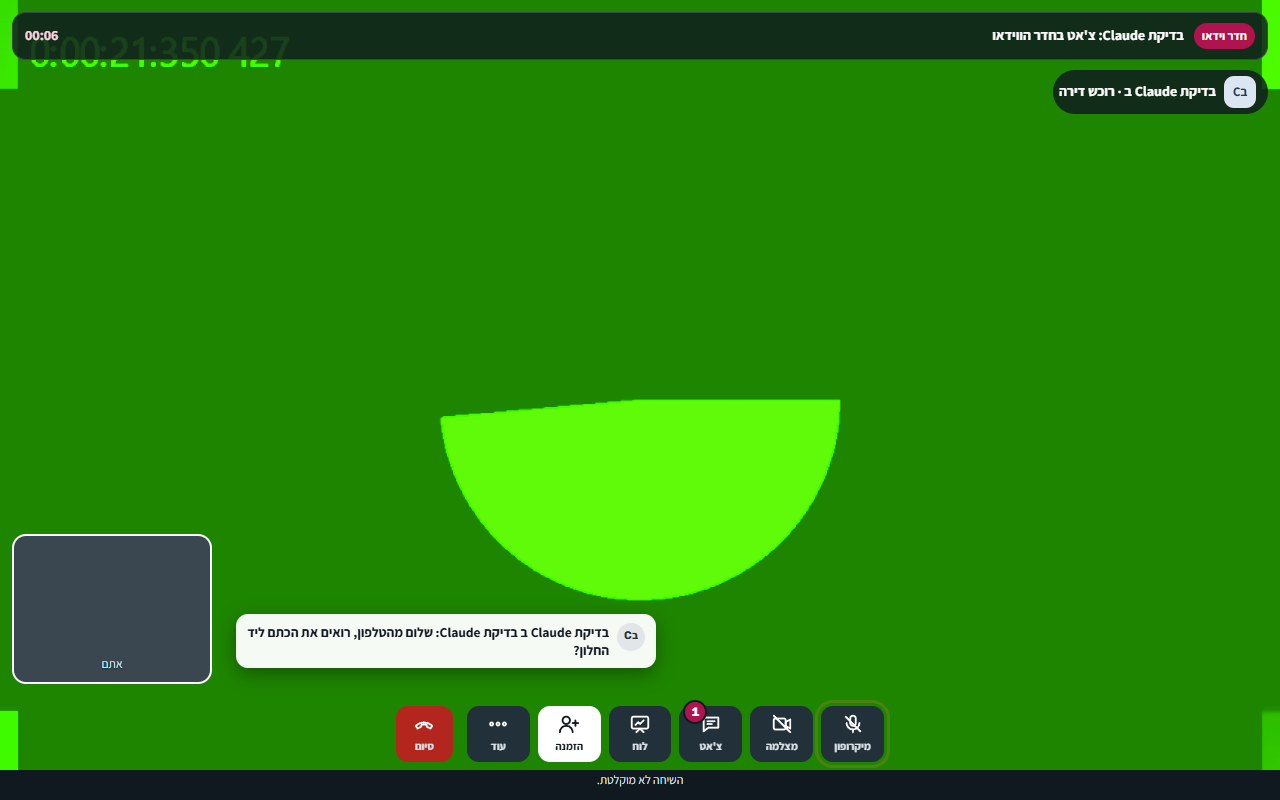 חדר וידאו
בדיקת Claude: צ'אט בחדר הווידאו
00:06
0:00:21:350 427
בC
בדיקת Claude ב · רוכש דירה
אתם
בC
בדיקת Claude ב בדיקת Claude: שלום מהטלפון, רואים את הכתם ליד
החלון?
מיקרופון
מצלמה
1
צ'אט
לוח
הזמנה
עוד
סיום
השיחה לא מוקלטת.